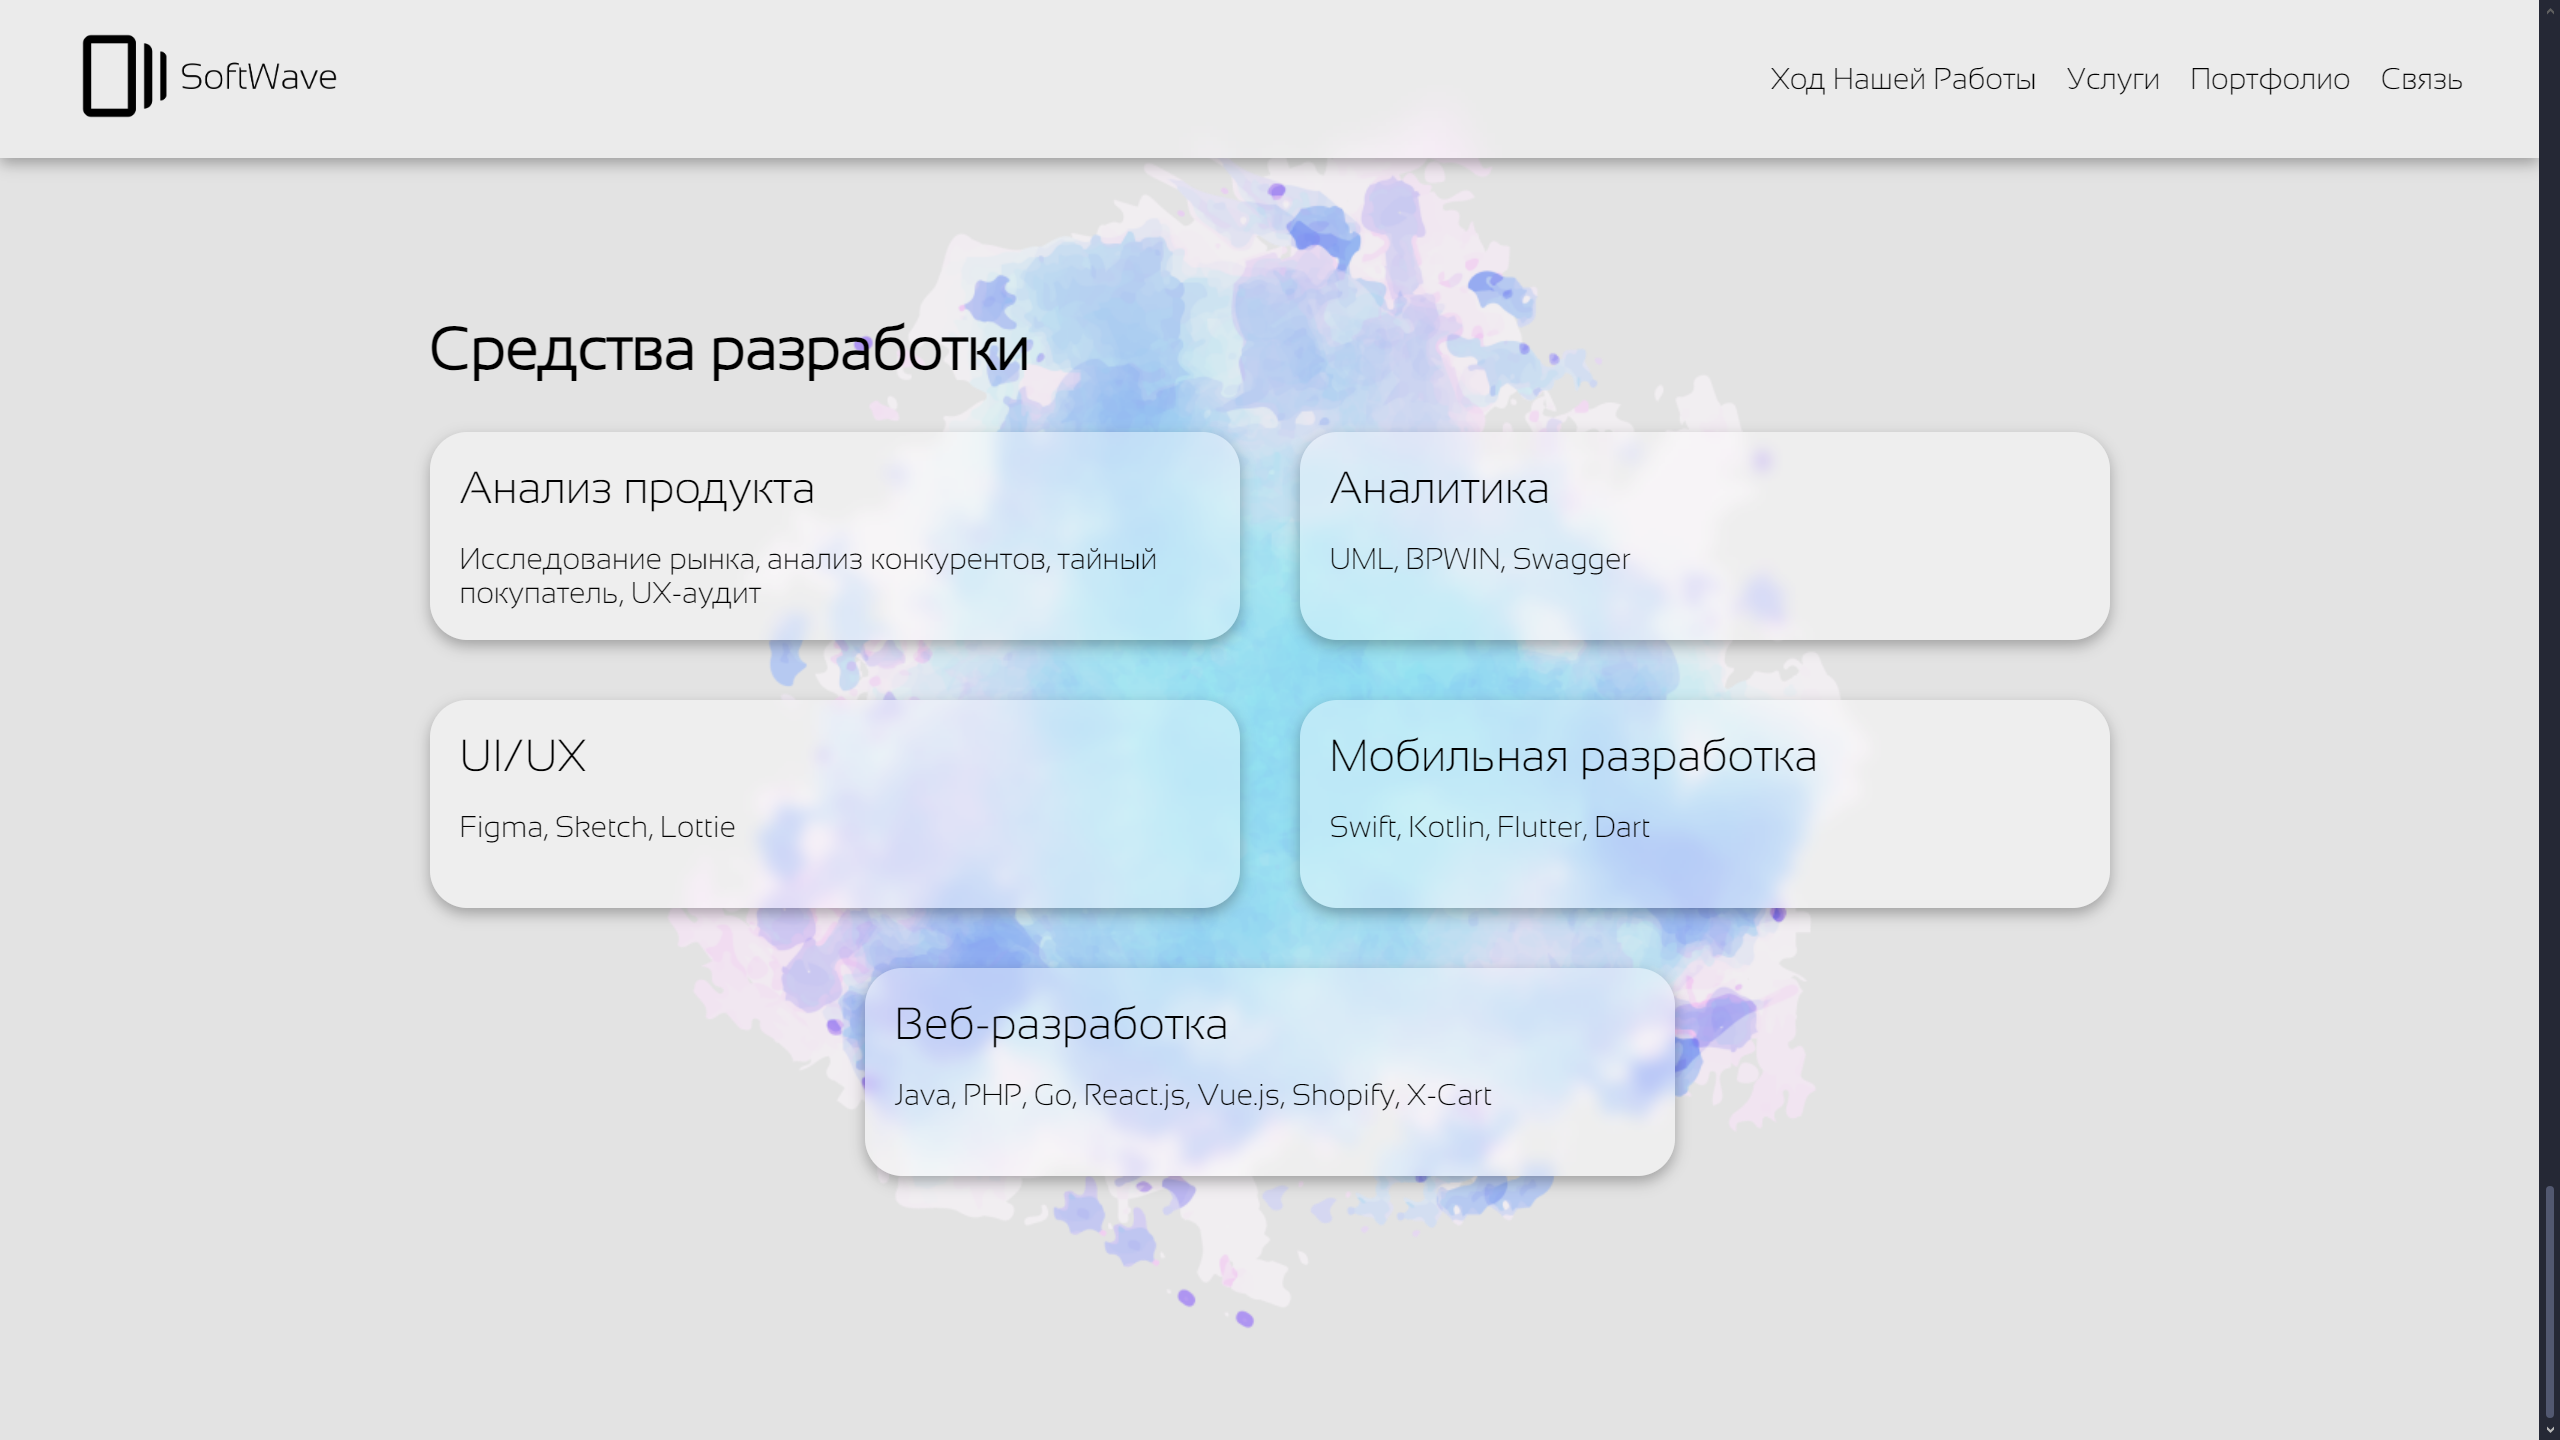 SoftWave
Ход Нашей Работы Услуги Портфолио Связь
Средства разработки
Анализ продукта
Исследование рынка, анализ конкурентов, тайный
покупатель, UX-аудит
Аналитика
UML, BPWIN, Swagger
UI/UX
Figma, Sketch, Lottie
Мобильная разработка
Swift, Kotlin, Flutter, Dart
Веб-разработка
Java, PHP, Go, React.js, Vue.js, Shopify, X-Cart